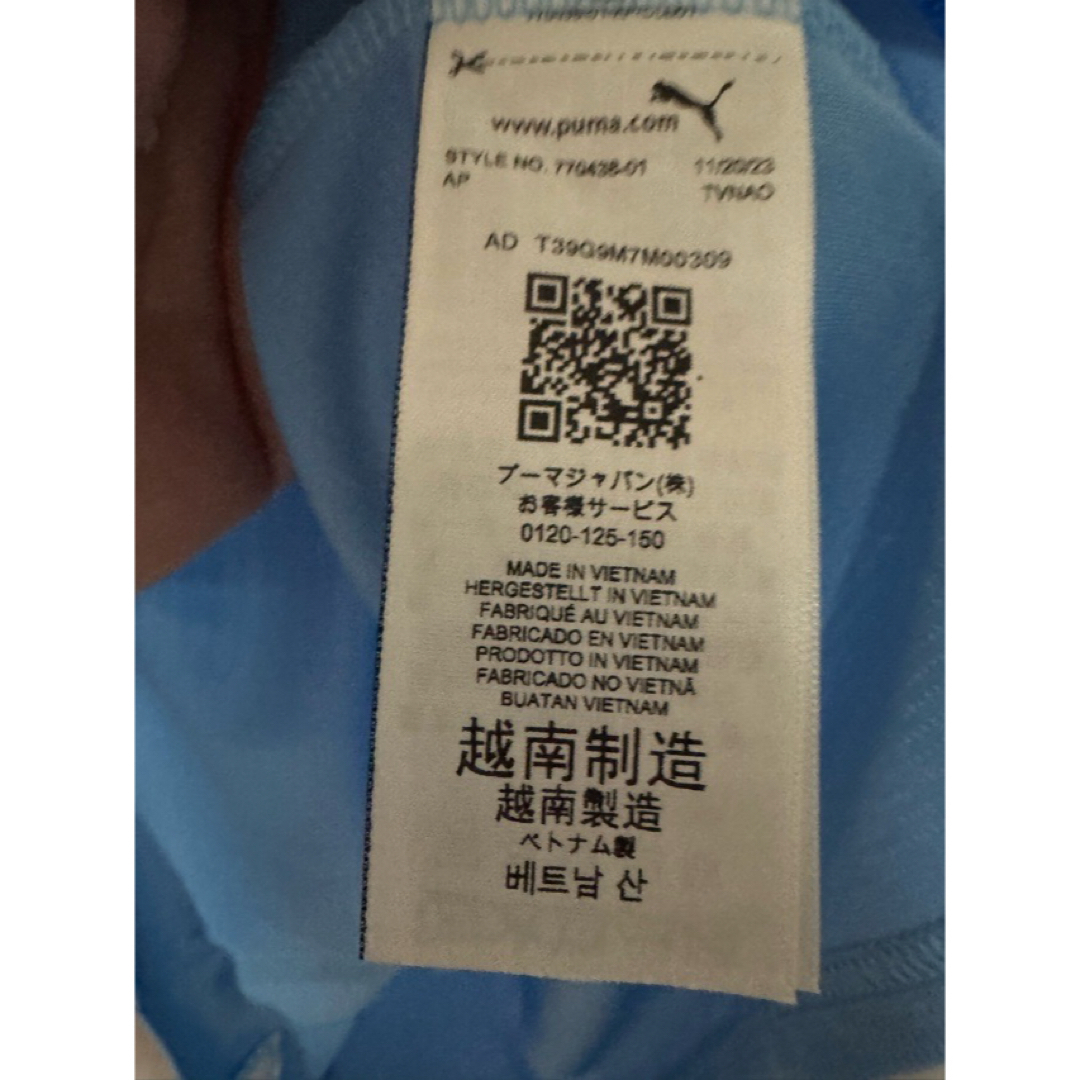 www.puma.com
STYLE NO. 770438-01 11/20/23
AP TVNAO
AD T39G9M7M00309
プーマジャパン(株)
お客様サービス
0120-125-150
MADE IN VIETNAM
HERGESTELLT IN VIETNAM
FABRIQUÉ AU VIETNAM
FABRICADO EN VIETNAM
PRODOTTO IN VIETNAM
FABRICADO NO VIETNÃ
BUATAN VIETNAM
越南制造
越南製造
ベトナム製
베트남 산